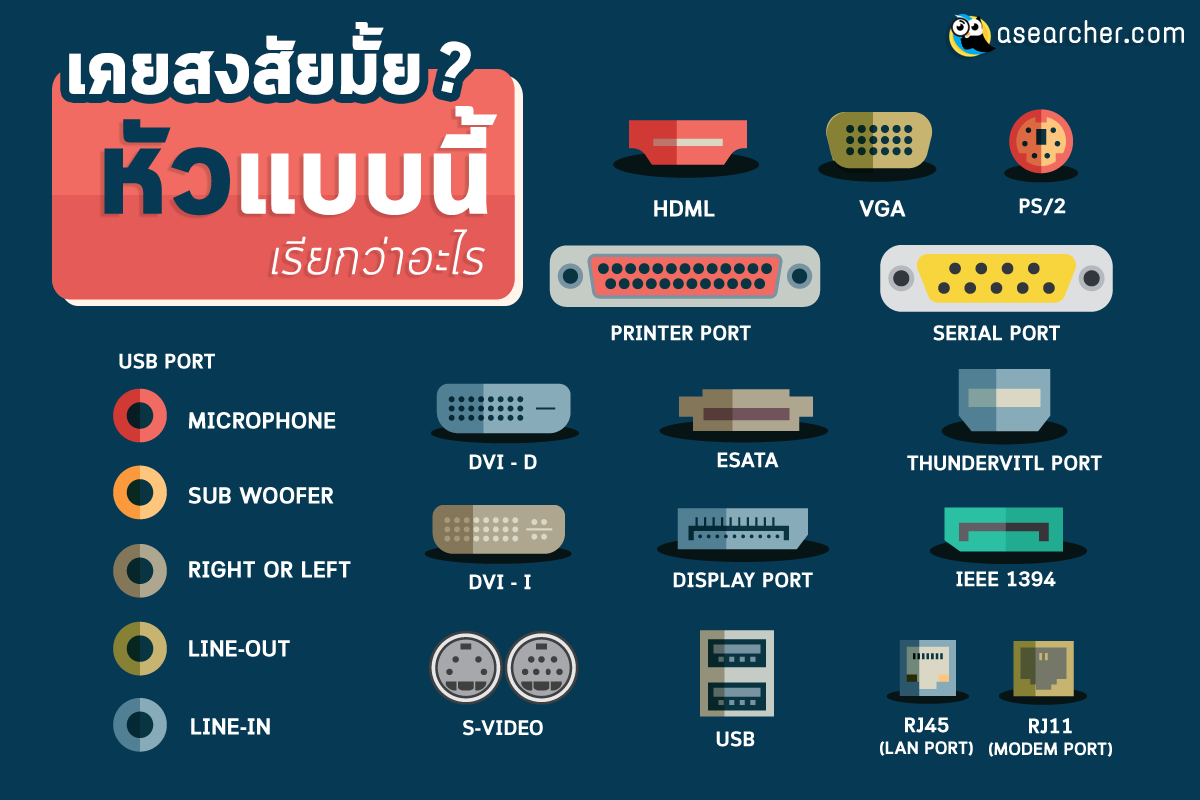 asearcher.com
เคยสงสัยมั้ย?
หัวแบบนี้
เรียกว่าอะไร
HDML
VGA
PS/2
PRINTER PORT
SERIAL PORT
USB PORT
MICROPHONE
SUB WOOFER
RIGHT OR LEFT
LINE-OUT
LINE-IN
DVI - D
ESATA
THUNDERVITL PORT
DVI - I
DISPLAY PORT
IEEE 1394
S-VIDEO
USB
RJ45
(LAN PORT)
RJ11
(MODEM PORT)